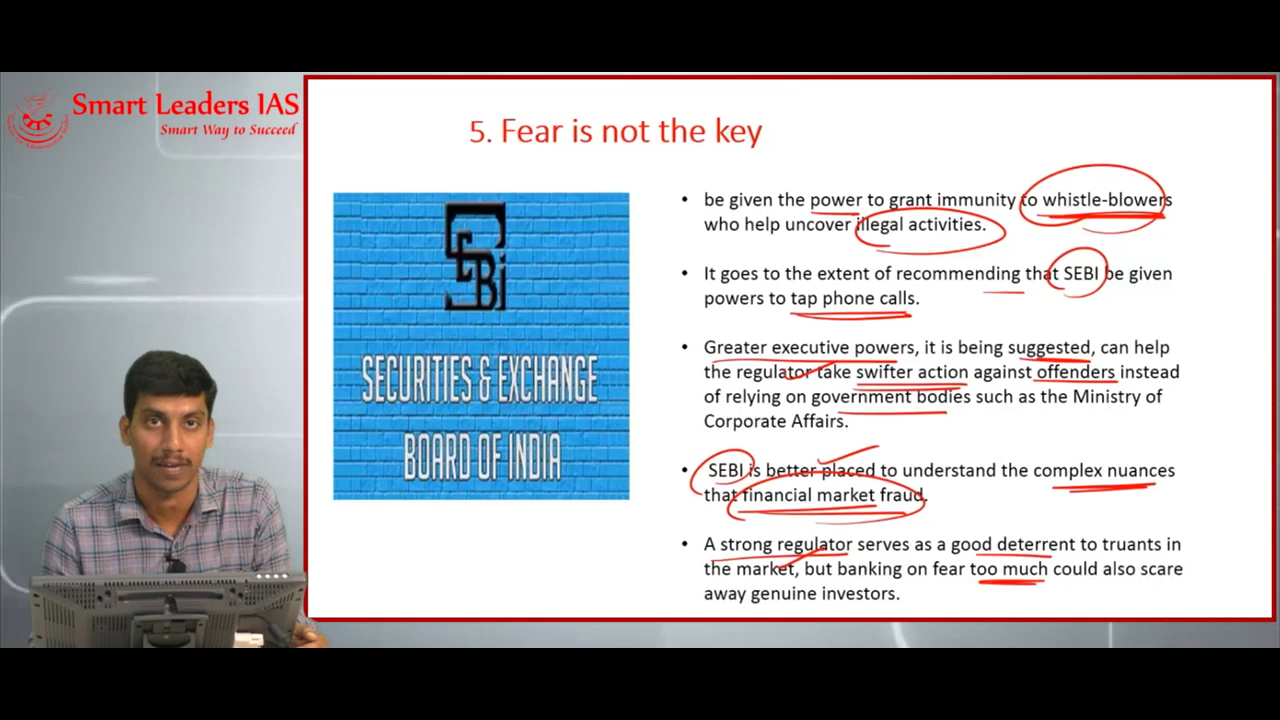 Smart Leaders IAS
Smart Way to Succeed
5. Fear is not the key
SEBI
SECURITIES & EXCHANGE
BOARD OF INDIA
• be given the power to grant immunity to whistle-blowers
who help uncover illegal activities.
• It goes to the extent of recommending that SEBI be given
powers to tap phone calls.
• Greater executive powers, it is being suggested, can help
the regulator take swifter action against offenders instead
of relying on government bodies such as the Ministry of
Corporate Affairs.
• SEBI is better placed to understand the complex nuances
that financial market fraud.
• A strong regulator serves as a good deterrent to truants in
the market, but banking on fear too much could also scare
away genuine investors.